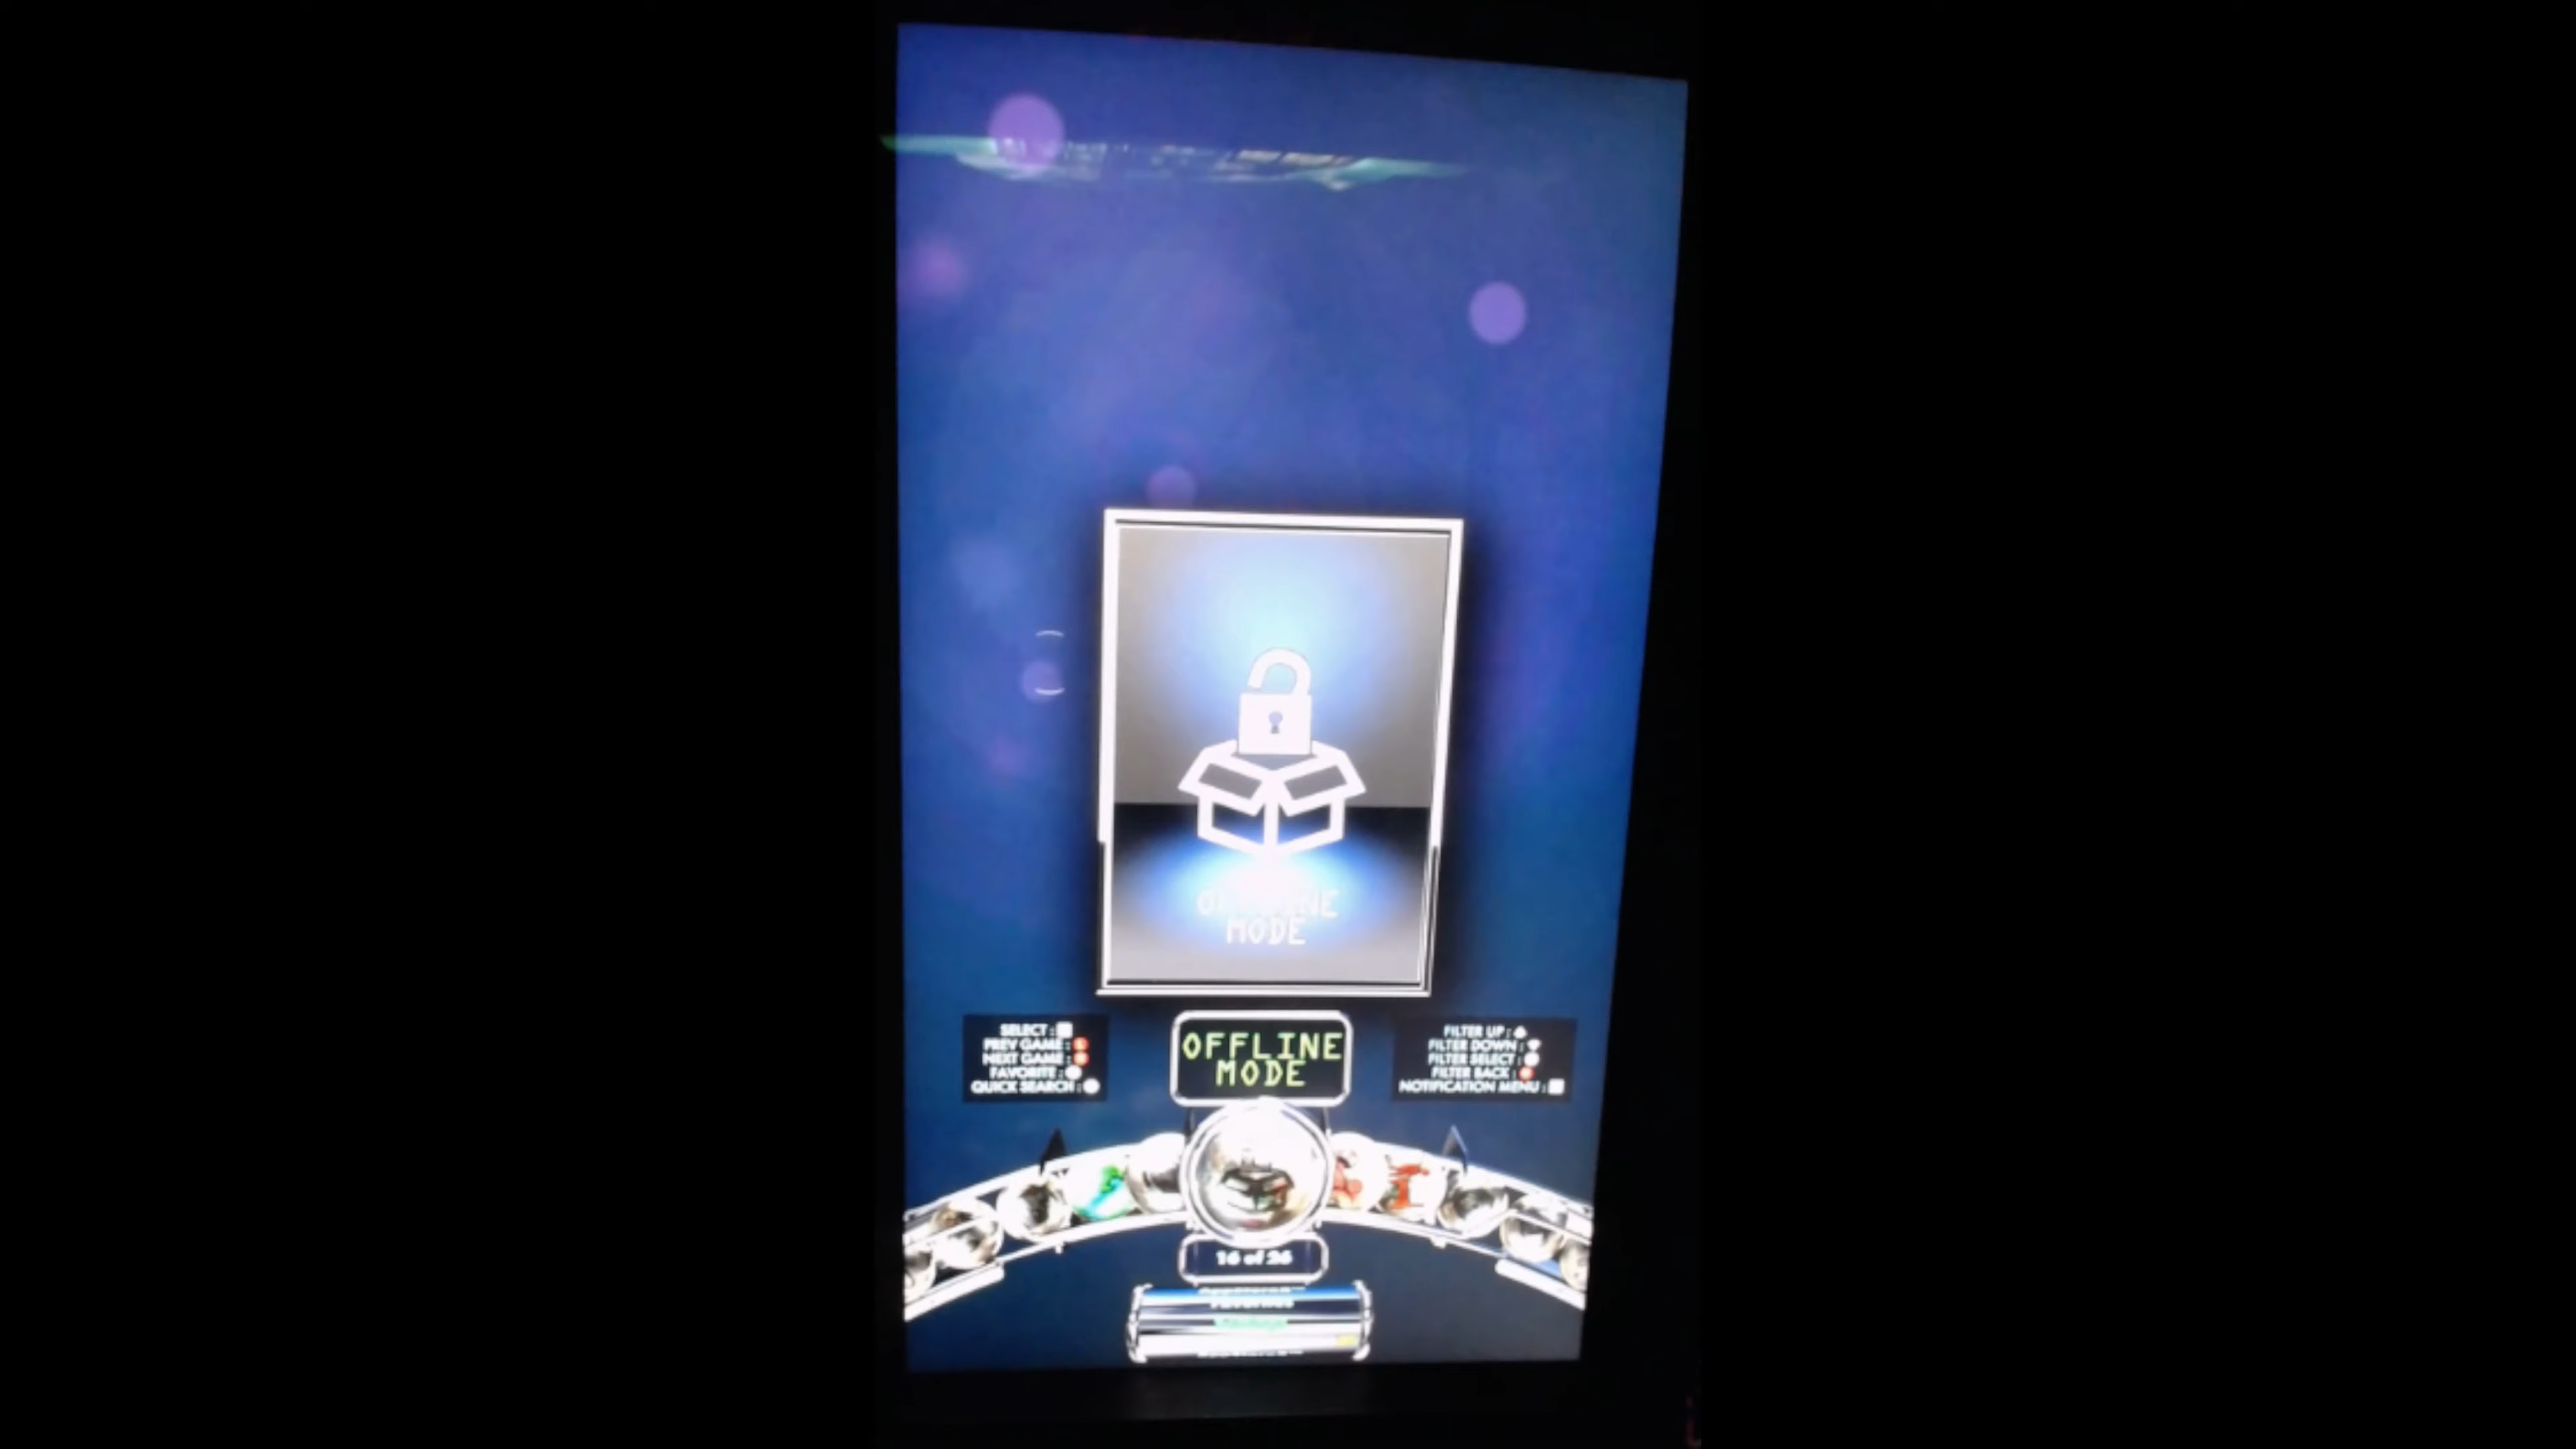 OFFLINE
MODE
SELECT :
PREV GAME :
NEXT GAME :
FAVORITE :
QUICK SEARCH :
OFFLINE
MODE
FILTER UP :
FILTER DOWN :
FILTER SELECT :
FILTER BACK :
NOTIFICATION MENU :
16 of 26